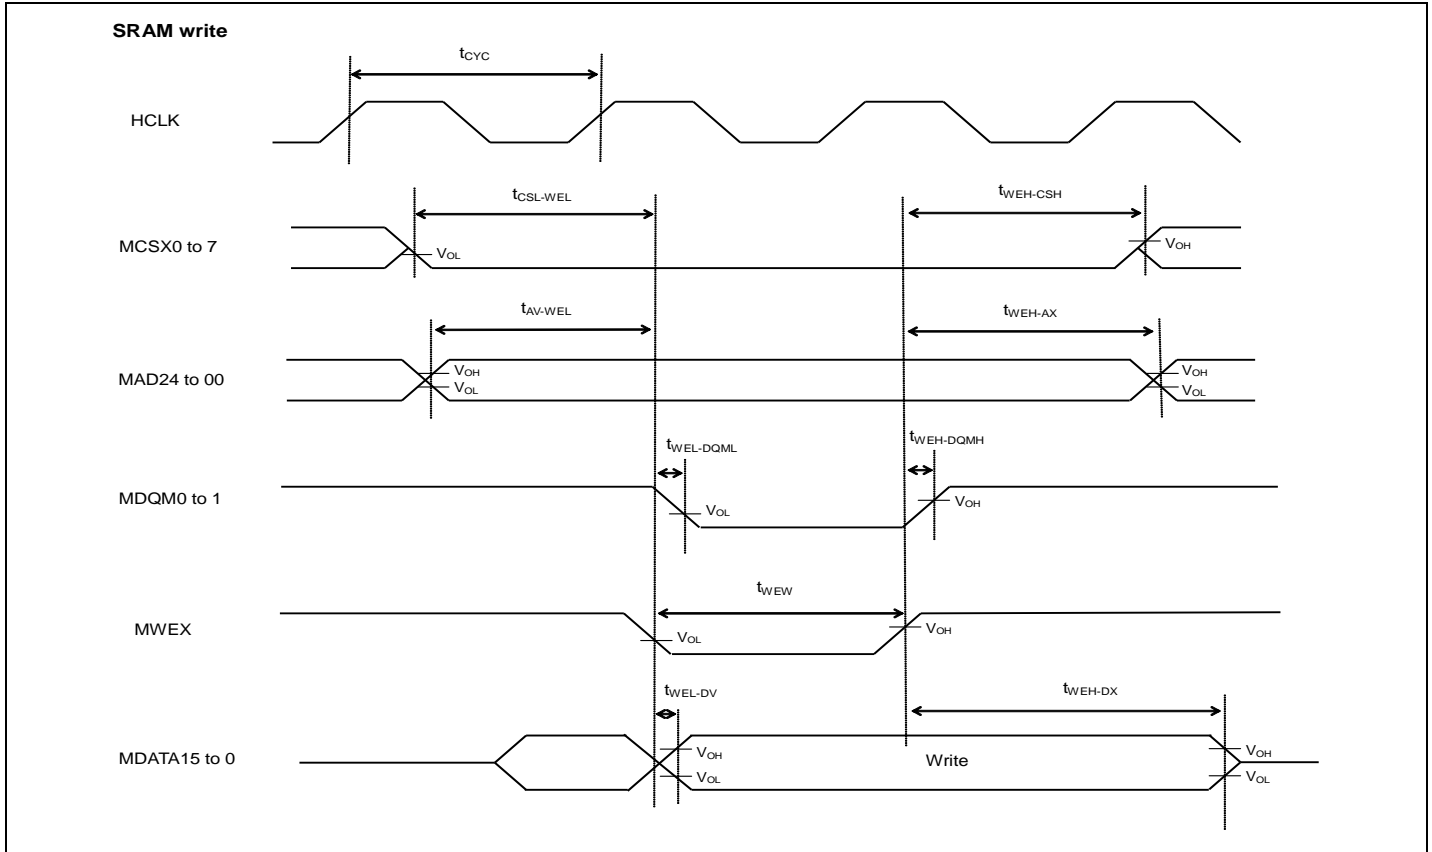 SRAM write
tCYC
HCLK
tCSL-WEL
tWEH-CSH
MCSX0 to 7
VOL
VOH
tAV-WEL
tWEH-AX
MAD24 to 00
VOH
VOL
VOH
VOL
tWEL-DQML
tWEH-DQMH
MDQM0 to 1
VOL
VOH
tWEW
MWEX
VOL
VOH
tWEL-DV
tWEH-DX
MDATA15 to 0
VOH
VOL
Write
VOH
VOL